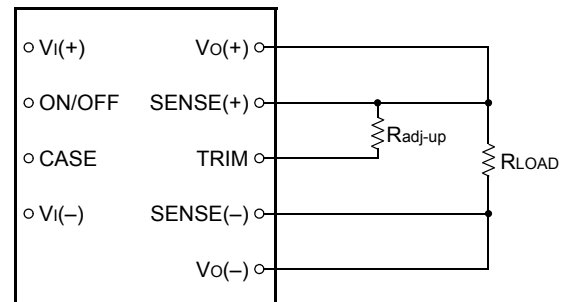 VI(+) VO(+)
ON/OFF SENSE(+)
Radj-up
CASE TRIM
RLOAD
VI(–) SENSE(–)
VO(–)